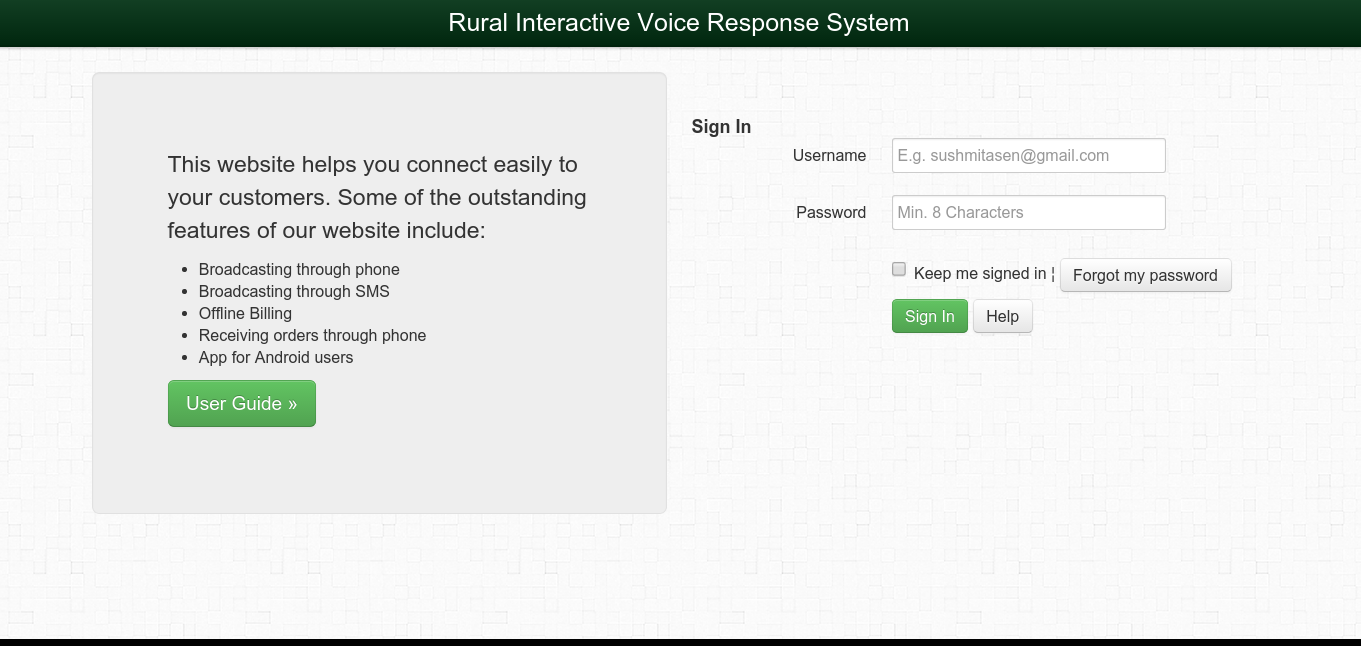 Rural Interactive Voice Response System
This website helps you connect easily to
your customers. Some of the outstanding
features of our website include:
• Broadcasting through phone
• Broadcasting through SMS
• Offline Billing
• Receiving orders through phone
• App for Android users
User Guide »
Sign In
Username E.g. sushmitasen@gmail.com
Password Min. 8 Characters
Keep me signed in ¦ Forgot my password
Sign In Help